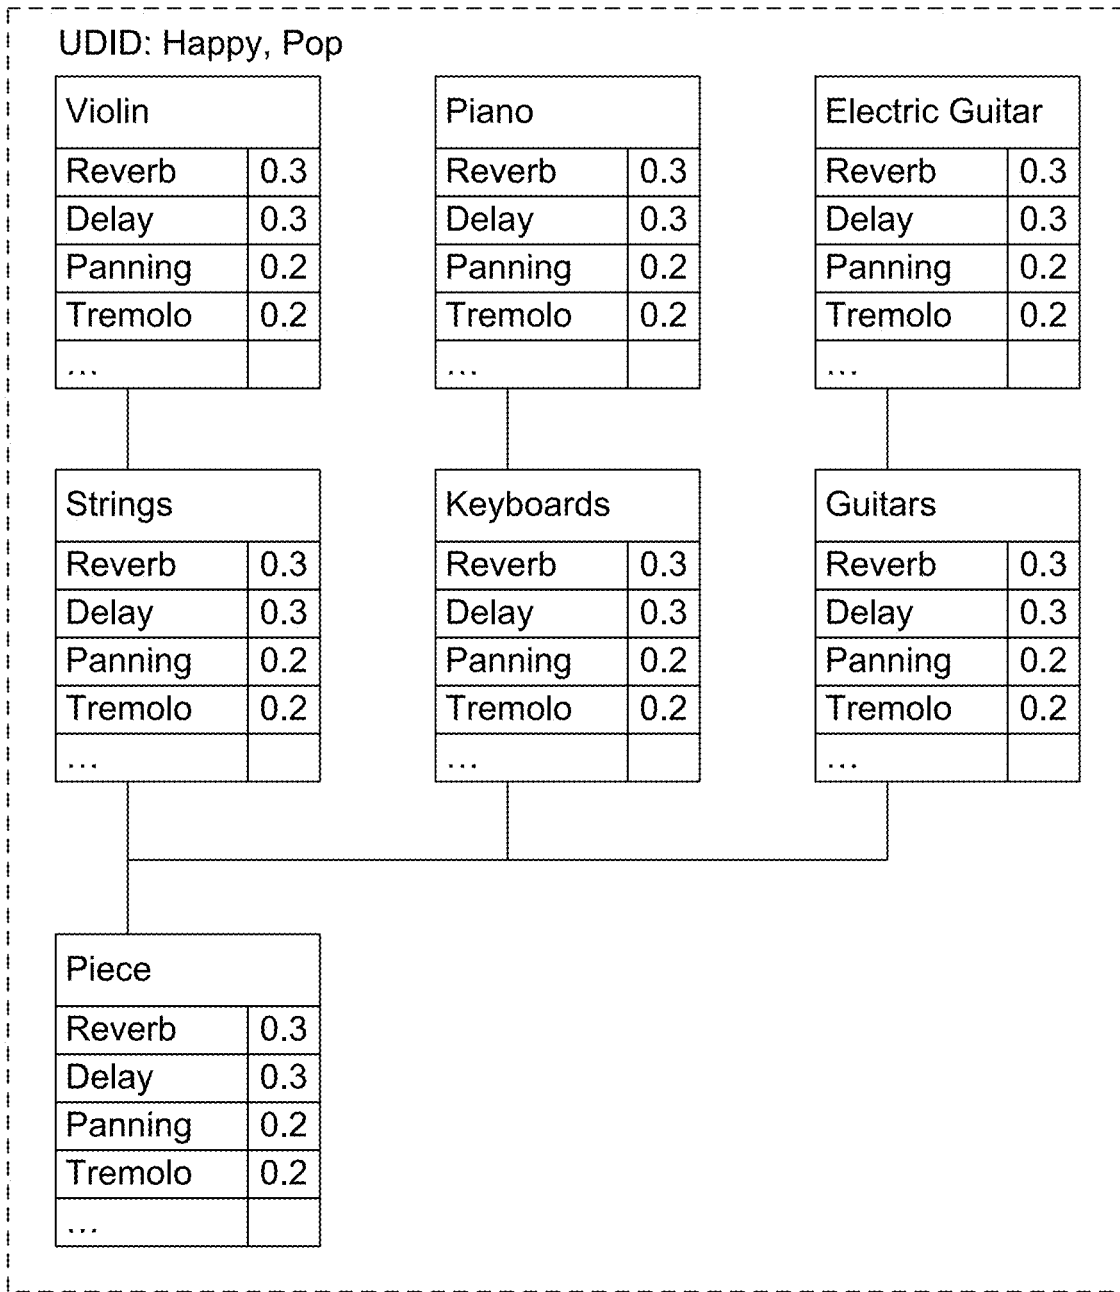 UDID: Happy, Pop
Violin
Reverb 0.3
Delay 0.3
Panning 0.2
Tremolo 0.2
...
Piano
Reverb 0.3
Delay 0.3
Panning 0.2
Tremolo 0.2
...
Electric Guitar
Reverb 0.3
Delay 0.3
Panning 0.2
Tremolo 0.2
...
Strings
Reverb 0.3
Delay 0.3
Panning 0.2
Tremolo 0.2
...
Keyboards
Reverb 0.3
Delay 0.3
Panning 0.2
Tremolo 0.2
...
Guitars
Reverb 0.3
Delay 0.3
Panning 0.2
Tremolo 0.2
...
Piece
Reverb 0.3
Delay 0.3
Panning 0.2
Tremolo 0.2
...